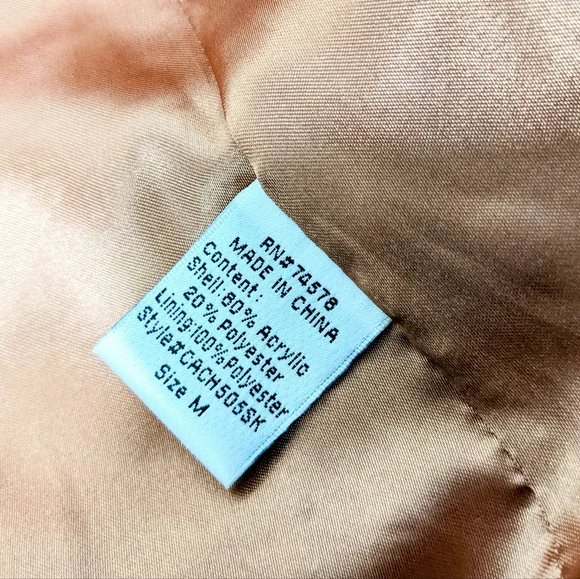 RN#74578
MADE IN CHINA
Content:
Shell:80% Acrylic
20% Polyester
Lining:100% Polyester
Style#CACH505SK
Size M